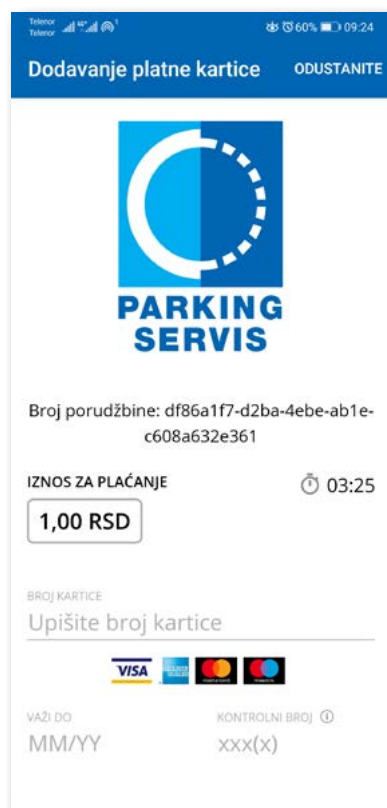 Telenor
Telenor
60% 09:24
Dodavanje platne kartice ODUSTANITE
PARKING
SERVIS
Broj porudžbine: df86a1f7-d2ba-4ebe-ab1e-
c608a632e361
IZNOS ZA PLAĆANJE 03:25
1,00 RSD
BROJ KARTICE
Upišite broj kartice
VISA
VAŽI DO KONTROLNI BROJ
MM/YY xxx(x)